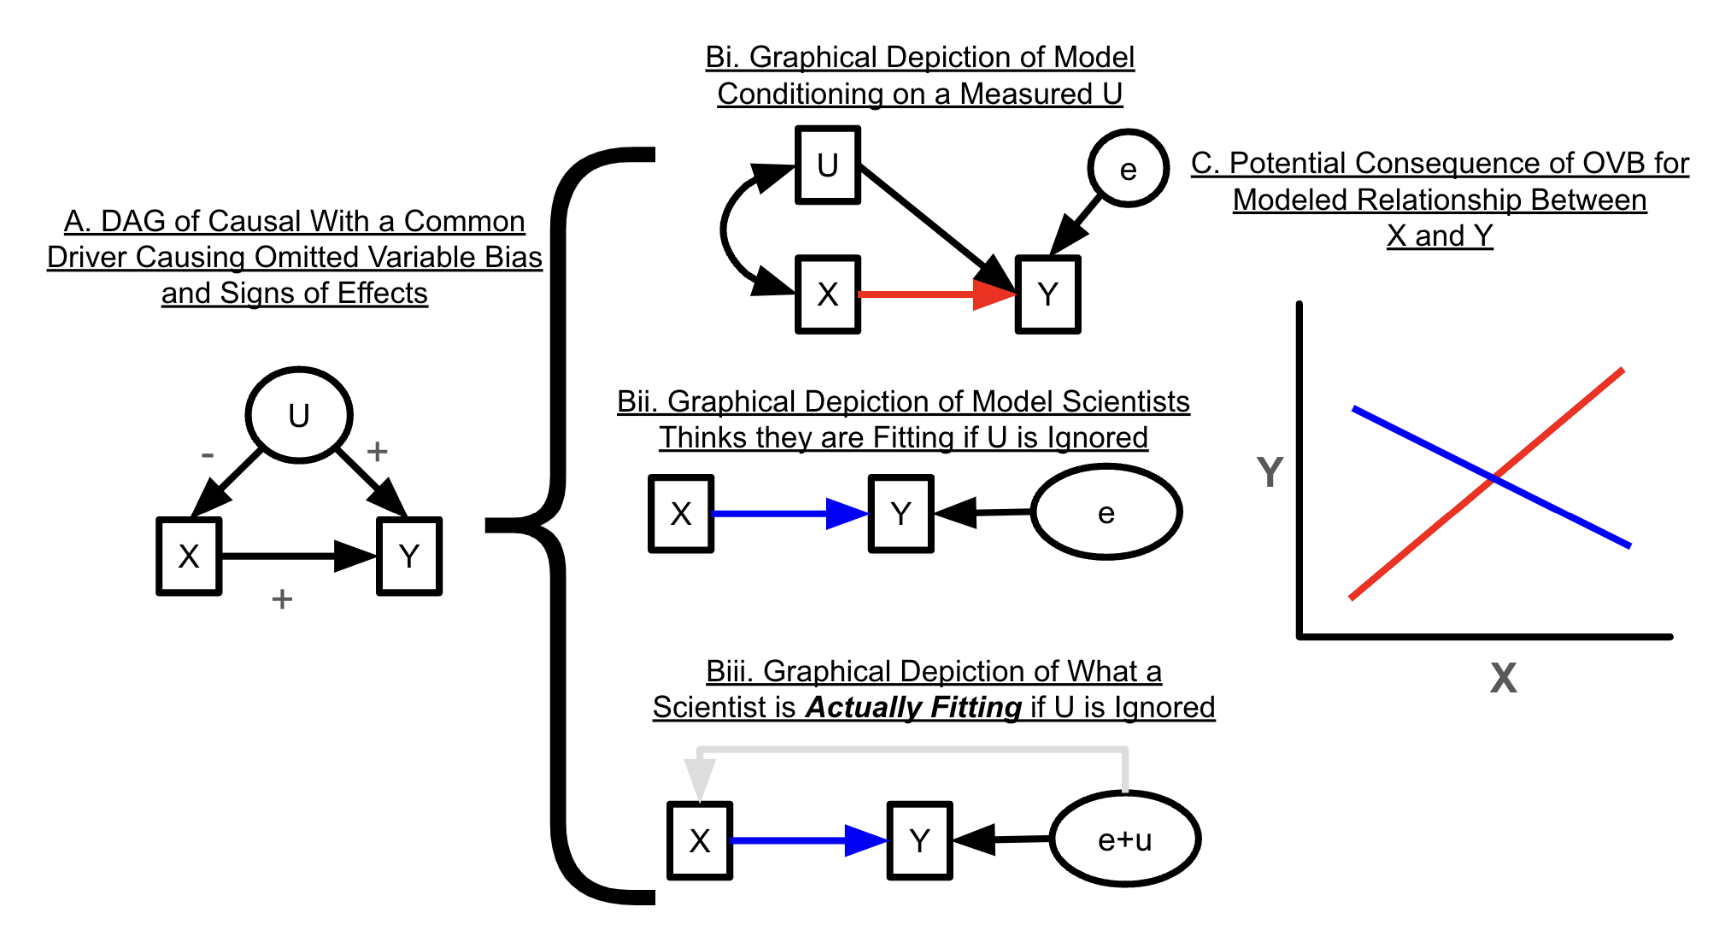 A. DAG of Causal With a Common
Driver Causing Omitted Variable Bias
and Signs of Effects
U
-
+
X
Y
+
Bi. Graphical Depiction of Model
Conditioning on a Measured U
U
e
X
Y
Bii. Graphical Depiction of Model Scientists
Thinks they are Fitting if U is Ignored
X
Y
e
Biii. Graphical Depiction of What a
Scientist is Actually Fitting if U is Ignored
X
Y
e+u
C. Potential Consequence of OVB for
Modeled Relationship Between
X and Y
Y
X